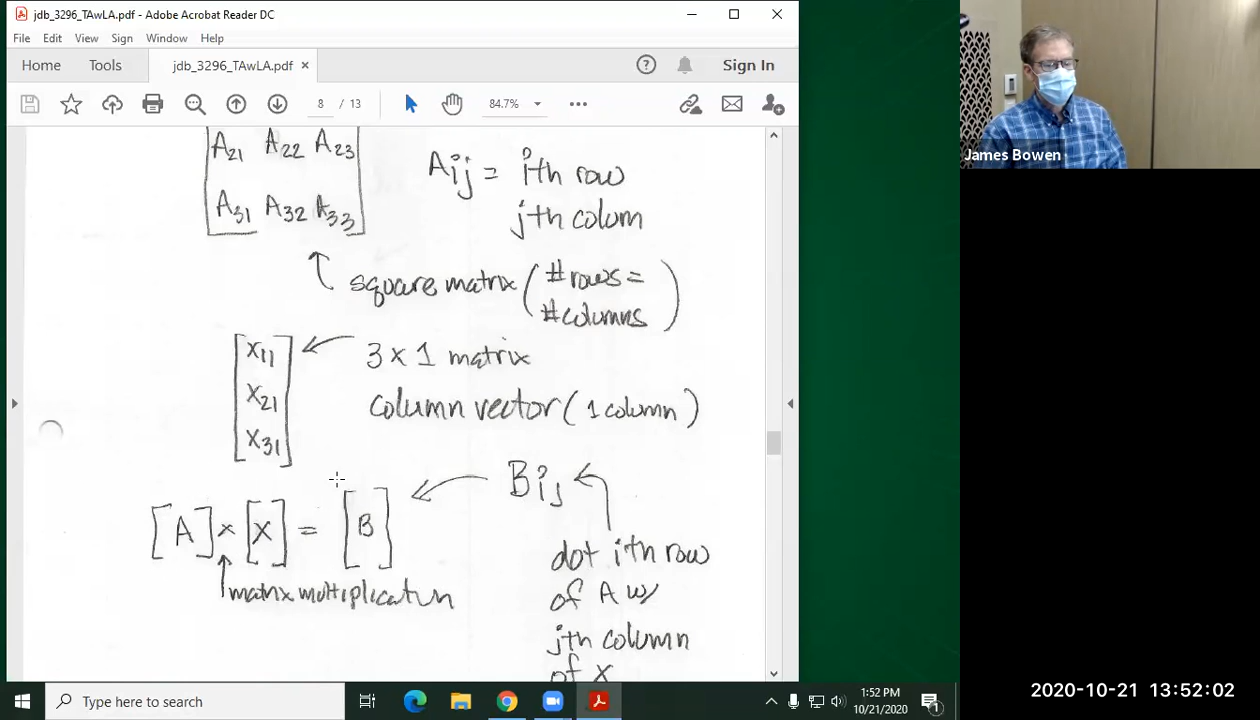 jdb_3296_TAwLA.pdf - Adobe Acrobat Reader DC
File Edit View Sign Window Help
Home Tools jdb_3296_TAwLA.pdf × Sign In
8 / 13 84.7%
A21 A22 A23
A31 A32 A33
Aij = ith row
jth colum
square matrix (#rows =
#columns)
x11
x21
x31
3 x 1 matrix
column vector (1 column)
[A] x [X] = [B]
Bij
matrix multiplication
dot ith row
of A w/
jth column
of X
James Bowen
Type here to search
1:52 PM
10/21/2020
1
2020-10-21 13:52:02